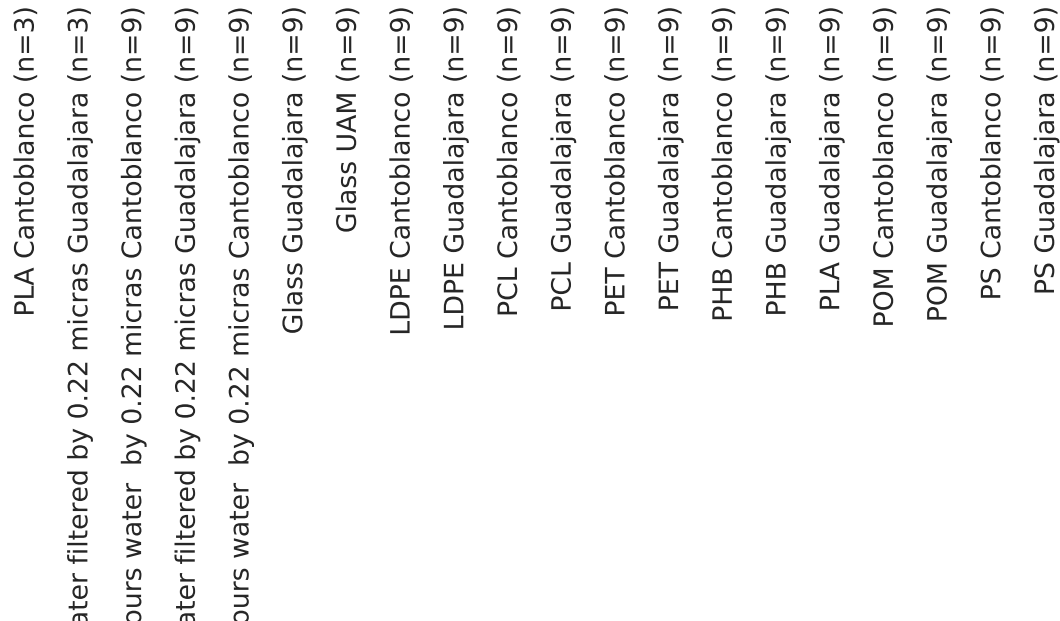 PLA Cantoblanco (n=3)
filtered by 0.22 micras Guadalajara (n=3)
water  by 0.22 micras Cantoblanco (n=9)
filtered by 0.22 micras Guadalajara (n=9)
water  by 0.22 micras Cantoblanco (n=9)
Glass Guadalajara (n=9)
Glass UAM (n=9)
LDPE Cantoblanco (n=9)
LDPE Guadalajara (n=9)
PCL Cantoblanco (n=9)
PCL Guadalajara (n=9)
PET Cantoblanco (n=9)
PET Guadalajara (n=9)
PHB Cantoblanco (n=9)
PHB Guadalajara (n=9)
PLA Guadalajara (n=9)
POM Cantoblanco (n=9)
POM Guadalajara (n=9)
PS Cantoblanco (n=9)
PS Guadalajara (n=9)